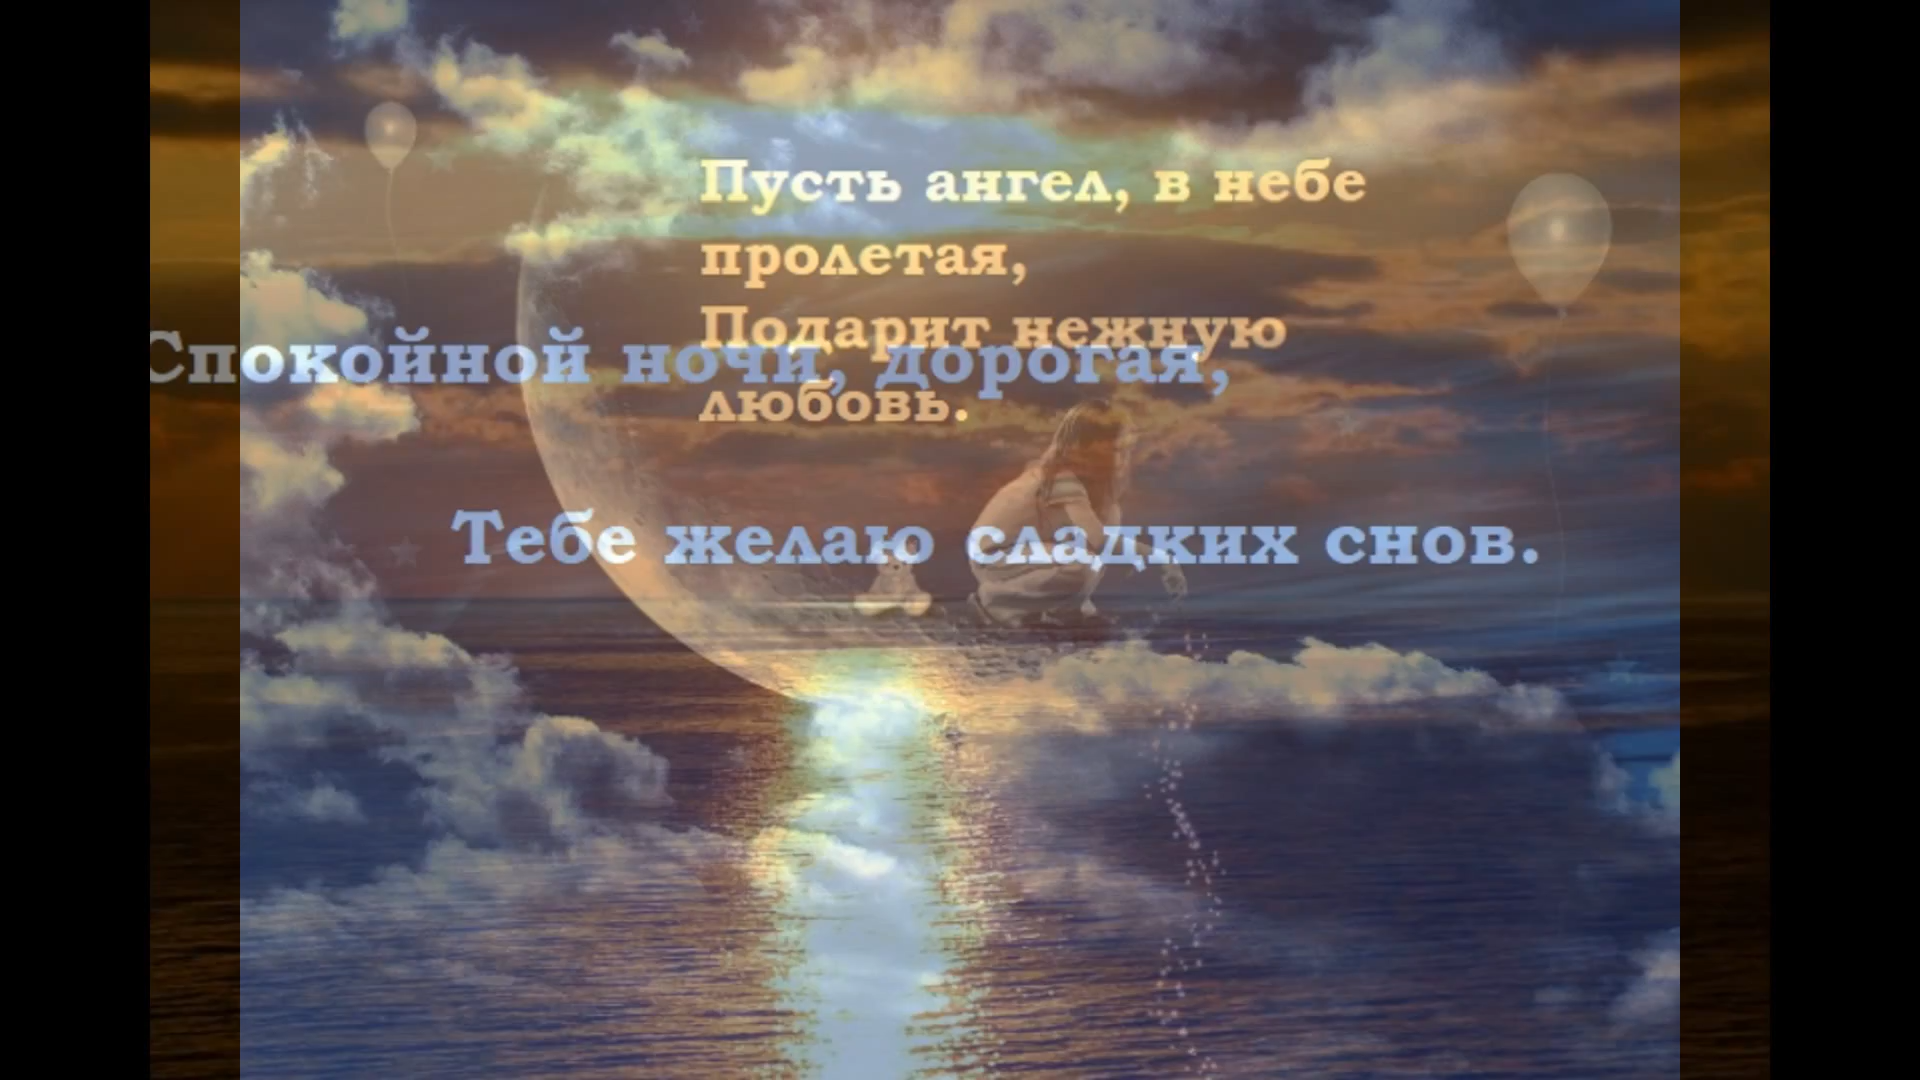 Пусть ангел, в небе
пролетая,
Подарит нежную
любовь.
Спокойной ночи, дорогая,
Тебе желаю сладких снов.